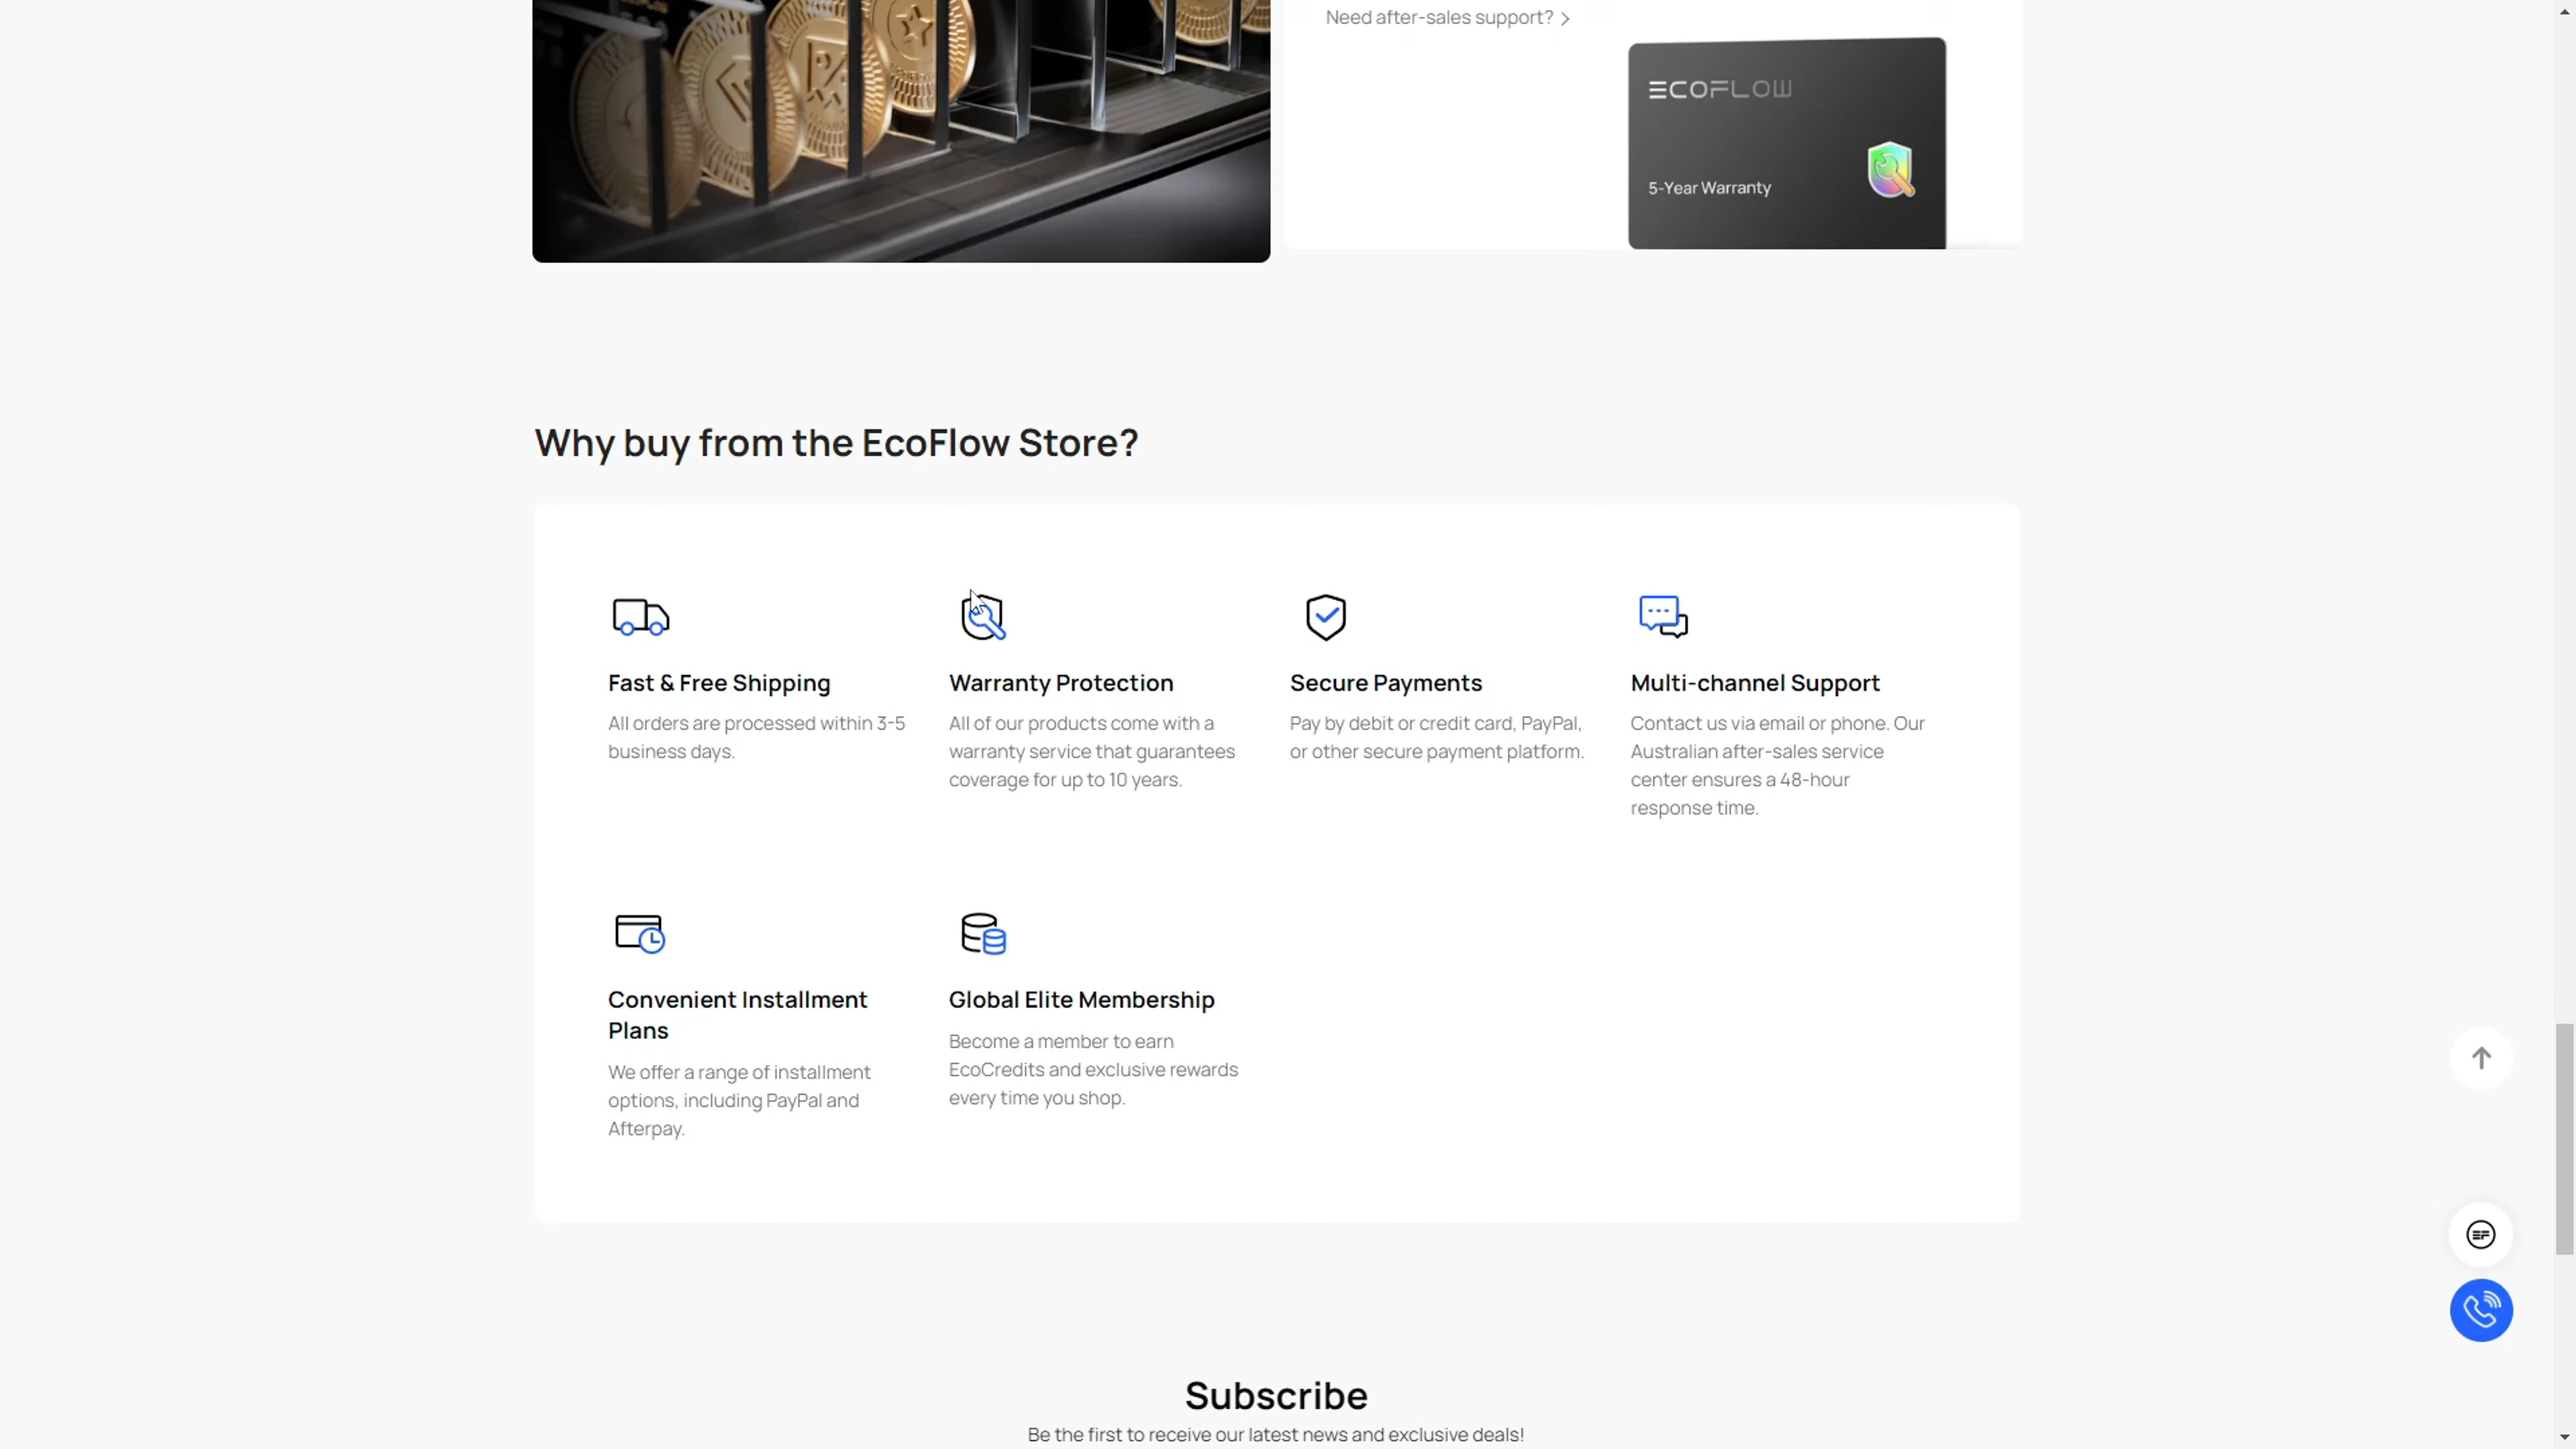 Need after-sales support? >
ECOFLOW
5-Year Warranty
Why buy from the EcoFlow Store?
Fast & Free Shipping
All orders are processed within 3-5
business days.
Warranty Protection
All of our products come with a
warranty service that guarantees
coverage for up to 10 years.
Secure Payments
Pay by debit or credit card, PayPal,
or other secure payment platform.
Multi-channel Support
Contact us via email or phone. Our
Australian after-sales service
center ensures a 48-hour
response time.
Convenient Installment
Plans
We offer a range of installment
options, including PayPal and
Afterpay.
Global Elite Membership
Become a member to earn
EcoCredits and exclusive rewards
every time you shop.
EF
Subscribe
Be the first to receive our latest news and exclusive deals!